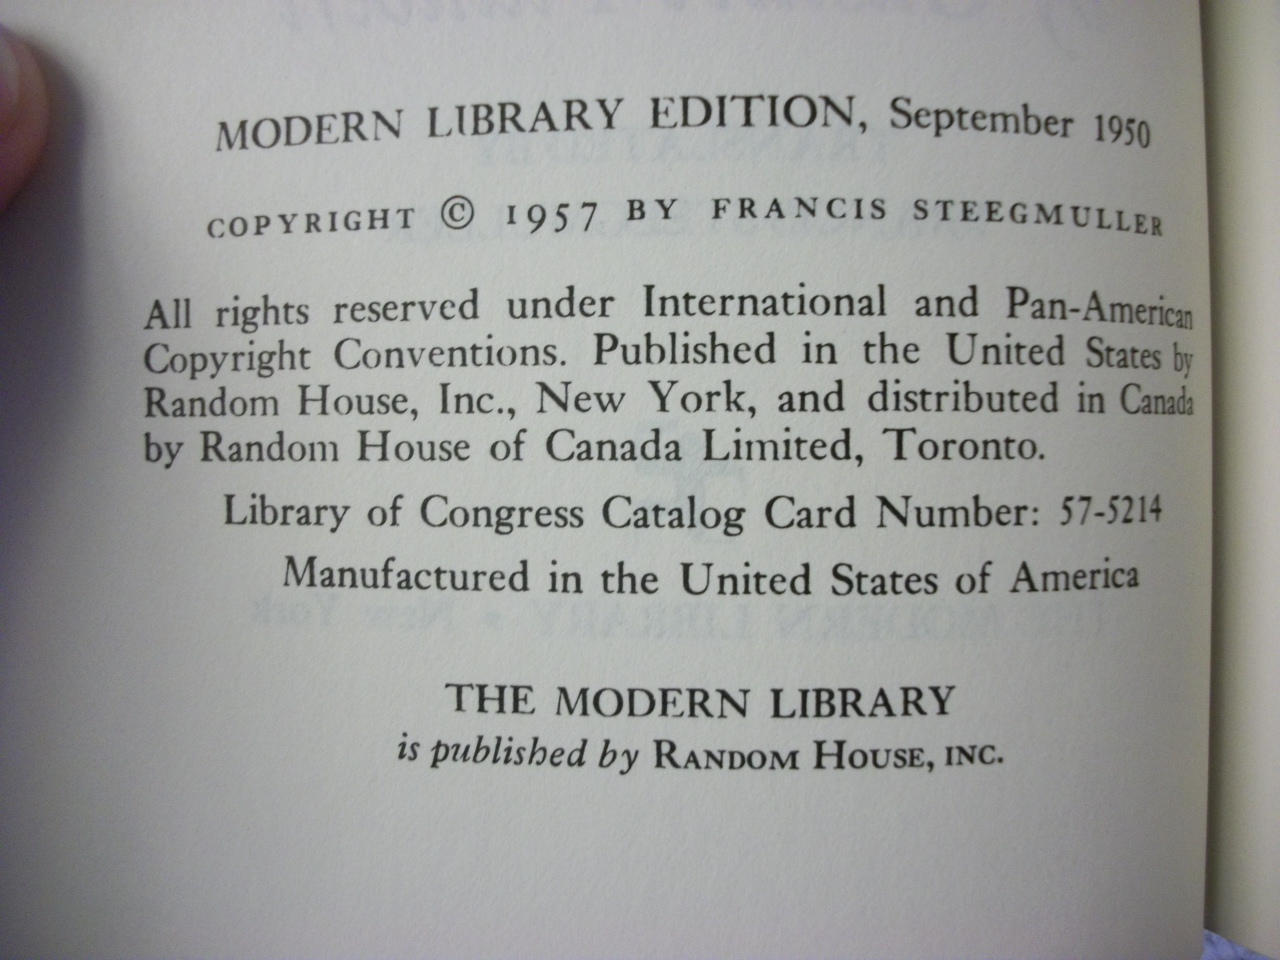 MODERN LIBRARY EDITION, September 1950
COPYRIGHT © 1957 BY FRANCIS STEEGMULLER
All rights reserved under International and Pan-American
Copyright Conventions. Published in the United States by
Random House, Inc., New York, and distributed in Canada
by Random House of Canada Limited, Toronto.
Library of Congress Catalog Card Number: 57-5214
Manufactured in the United States of America
THE MODERN LIBRARY
is published by RANDOM HOUSE, INC.